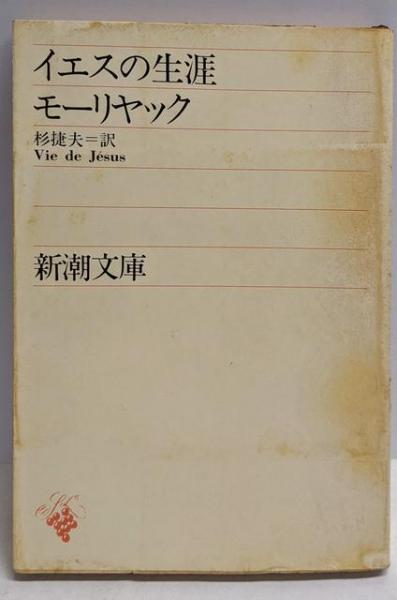 イエスの生涯
モーリヤック
杉捷夫＝訳
Vie de Jésus
新潮文庫